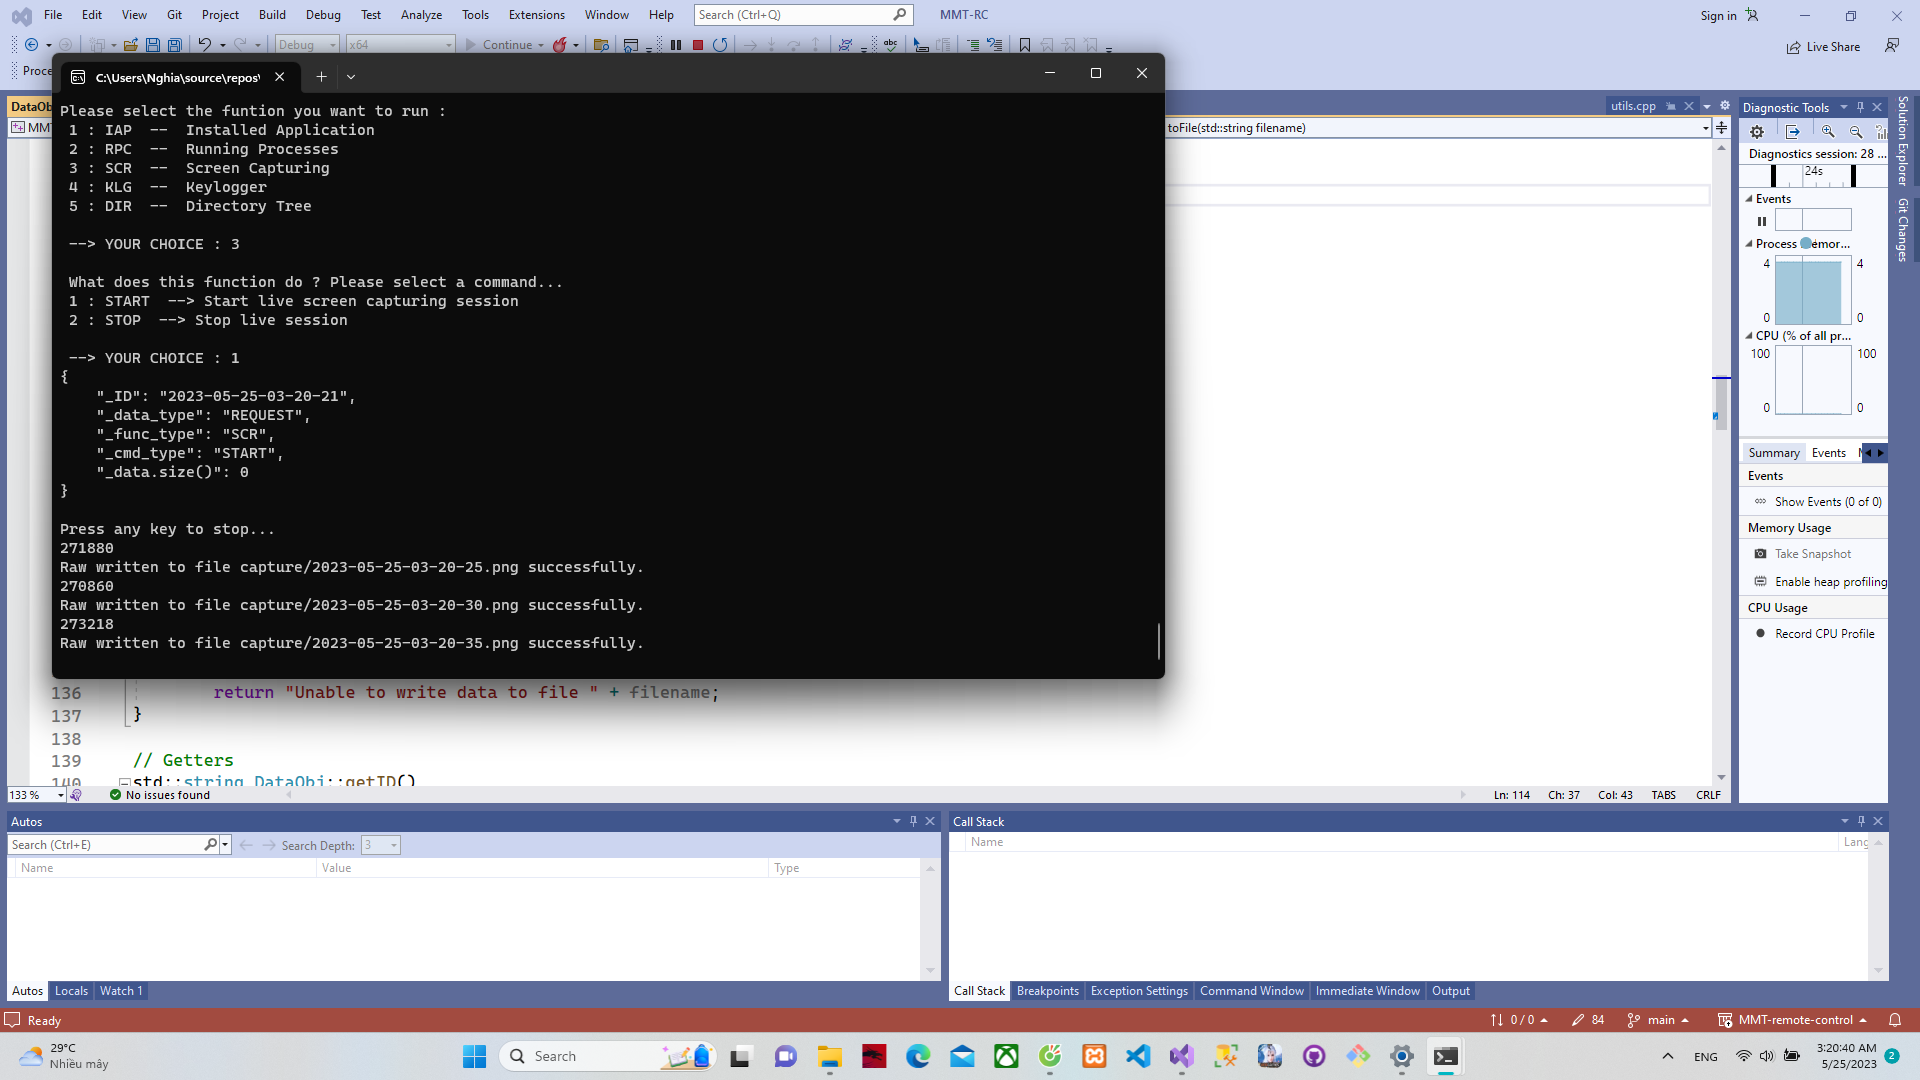 File Edit View Git Project Build Debug Test Analyze Tools Extensions Window Help Search (Ctrl+Q) MMT-RC Sign in
Debug x64 Continue Live Share
Proce
C:\Users\Nghia\source\repos\
DataOb utils.cpp
MM toFile(std::string filename)
Please select the funtion you want to run :
1 : IAP -- Installed Application
2 : RPC -- Running Processes
3 : SCR -- Screen Capturing
4 : KLG -- Keylogger
5 : DIR -- Directory Tree
--> YOUR CHOICE : 3
What does this function do ? Please select a command...
1 : START --> Start live screen capturing session
2 : STOP --> Stop live session
--> YOUR CHOICE : 1
{
"_ID": "2023-05-25-03-20-21",
"_data_type": "REQUEST",
"_func_type": "SCR",
"_cmd_type": "START",
"_data.size()": 0
}
Press any key to stop...
271880
Raw written to file capture/2023-05-25-03-20-25.png successfully.
270860
Raw written to file capture/2023-05-25-03-20-30.png successfully.
273218
Raw written to file capture/2023-05-25-03-20-35.png successfully.
136 return "Unable to write data to file " + filename;
137 }
138
139 // Getters
140 std::string DataObj::getID()
133 % No issues found Ln: 114 Ch: 37 Col: 43 TABS CRLF
Diagnostic Tools
Diagnostics session: 28 ...
24s
Events
Process Memor...
4 4
0 0
CPU (% of all pr...
100 100
0 0
Summary Events
Events
Show Events (0 of 0)
Memory Usage
Take Snapshot
Enable heap profiling
CPU Usage
Record CPU Profile
Solution Explorer
Git Changes
Autos
Search (Ctrl+E) Search Depth: 3
Name Value Type
Autos Locals Watch 1
Call Stack
Name Lang
Call Stack Breakpoints Exception Settings Command Window Immediate Window Output
Ready 0 / 0 84 main MMT-remote-control
29°C
Nhiều mây
Search
ENG
3:20:40 AM
5/25/2023
2